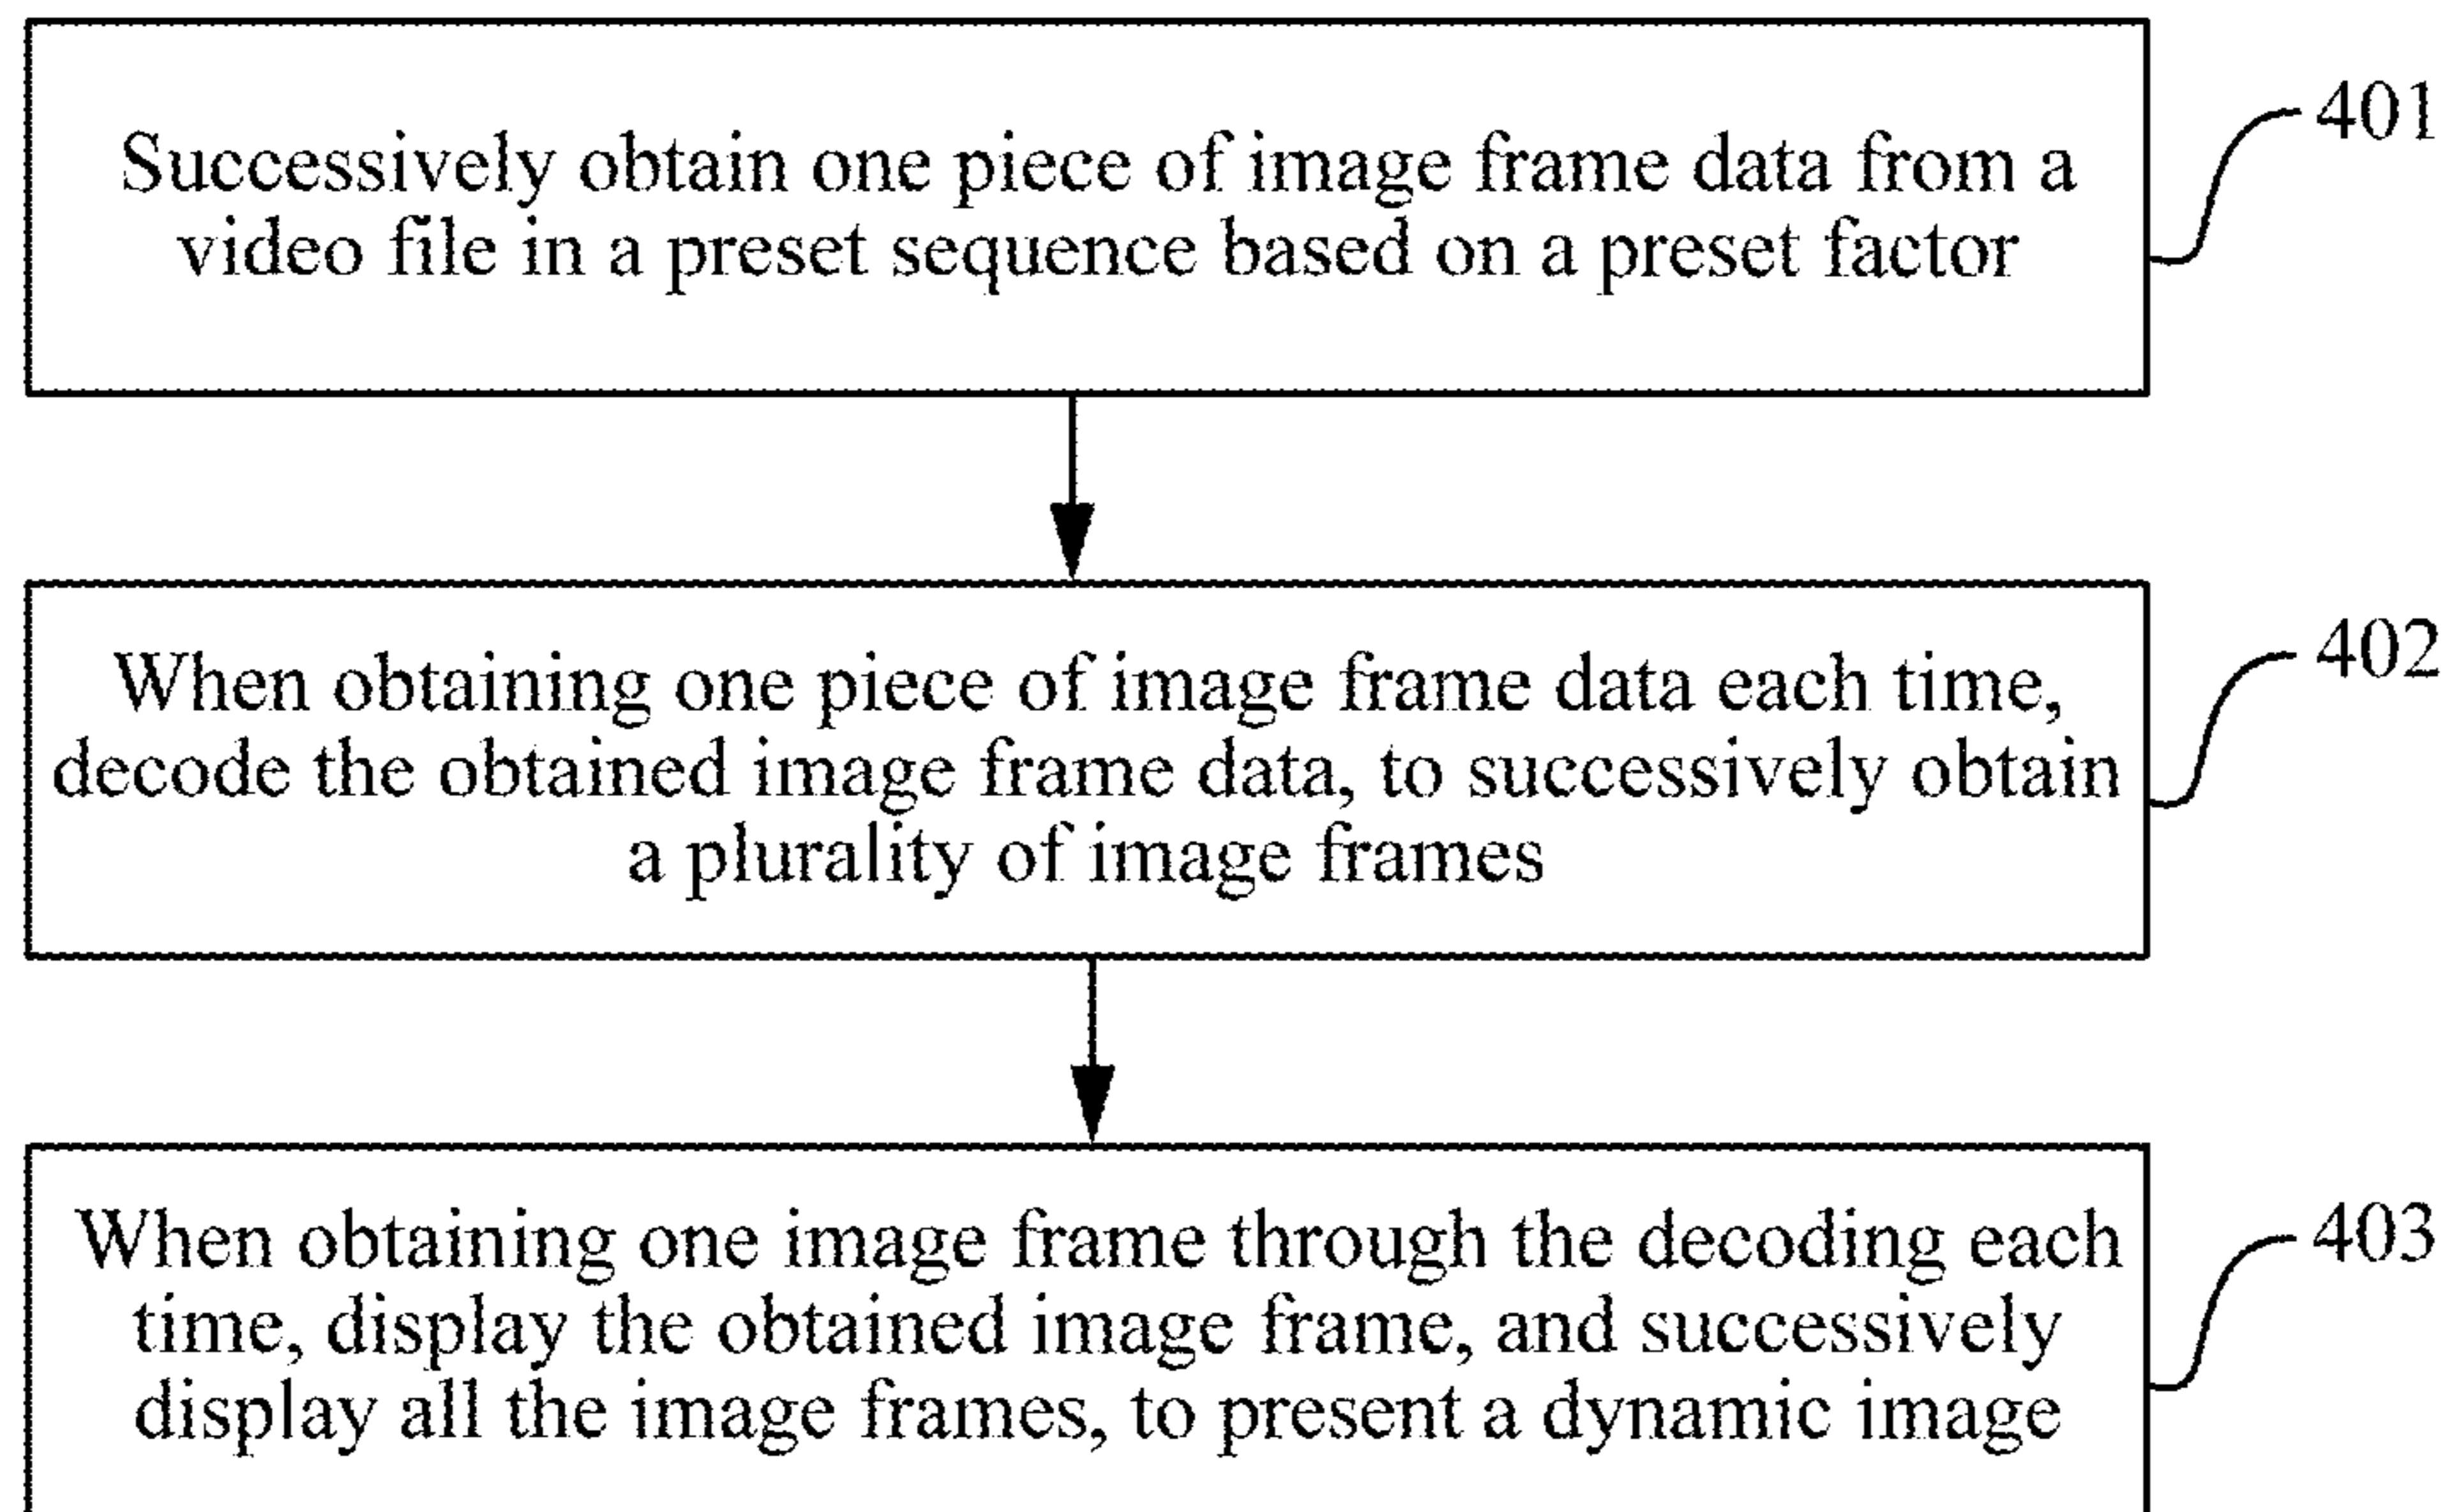 Successively obtain one piece of image frame data from a
video file in a preset sequence based on a preset factor
401
When obtaining one piece of image frame data each time,
decode the obtained image frame data, to successively obtain
a plurality of image frames
402
When obtaining one image frame through the decoding each
time, display the obtained image frame, and successively
display all the image frames, to present a dynamic image
403